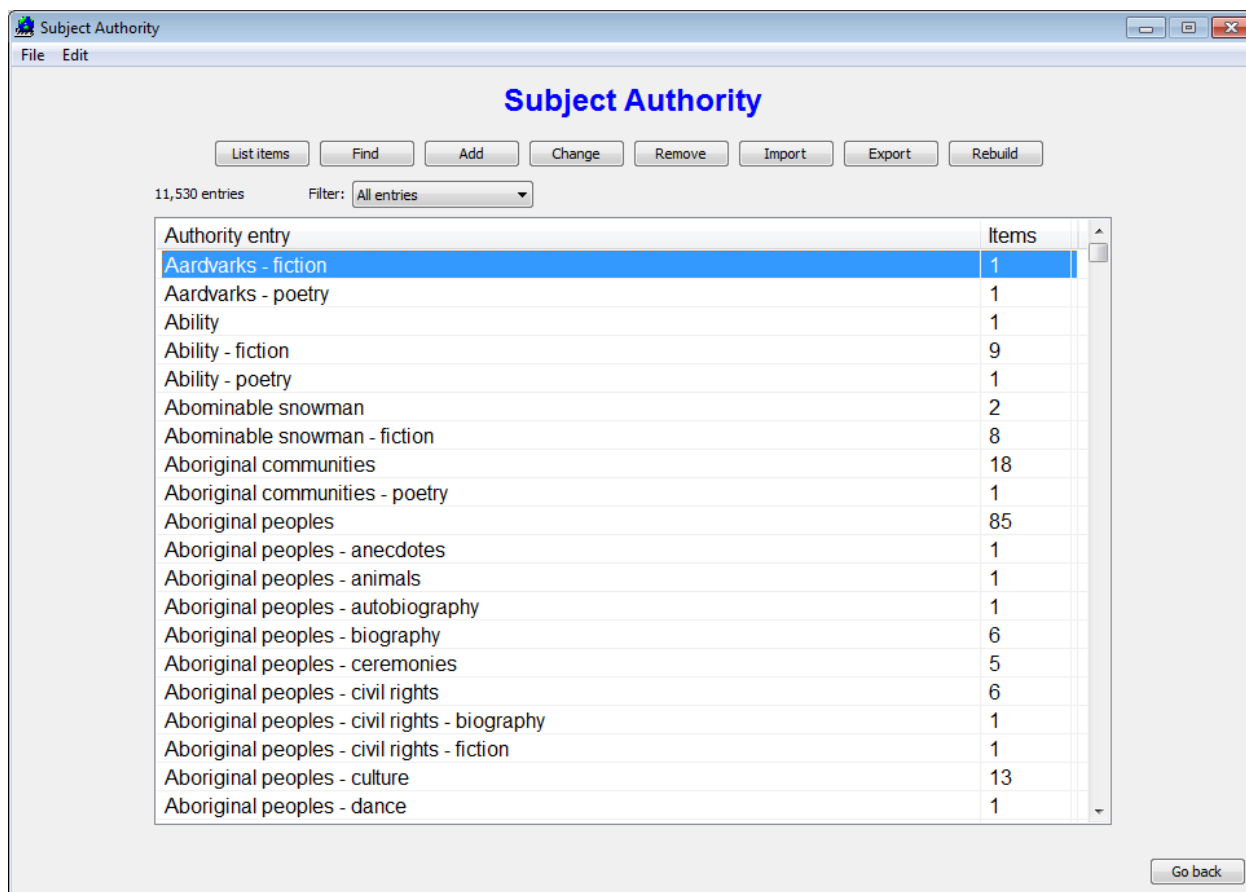 Subject Authority
File Edit
Subject Authority
List items Find Add Change Remove Import Export Rebuild
11,530 entries Filter: All entries
Authority entry Items
Aardvarks - fiction 1
Aardvarks - poetry 1
Ability 1
Ability - fiction 9
Ability - poetry 1
Abominable snowman 2
Abominable snowman - fiction 8
Aboriginal communities 18
Aboriginal communities - poetry 1
Aboriginal peoples 85
Aboriginal peoples - anecdotes 1
Aboriginal peoples - animals 1
Aboriginal peoples - autobiography 1
Aboriginal peoples - biography 6
Aboriginal peoples - ceremonies 5
Aboriginal peoples - civil rights 6
Aboriginal peoples - civil rights - biography 1
Aboriginal peoples - civil rights - fiction 1
Aboriginal peoples - culture 13
Aboriginal peoples - dance 1
Go back